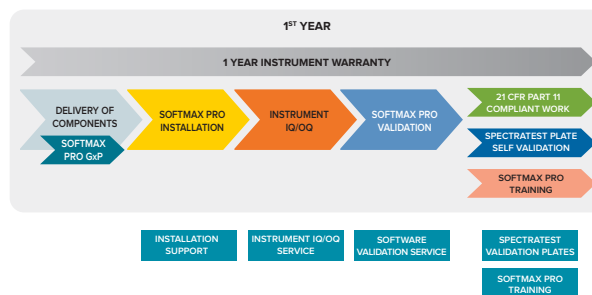 1ST YEAR
1 YEAR INSTRUMENT WARRANTY
DELIVERY OF
COMPONENTS
SOFTMAX
PRO GxP
SOFTMAX PRO
INSTALLATION
INSTRUMENT
IQ/OQ
SOFTMAX PRO
VALIDATION
21 CFR PART 11
COMPLIANT WORK
SPECTRATEST PLATE
SELF VALIDATION
SOFTMAX PRO
TRAINING
INSTALLATION
SUPPORT
INSTRUMENT IQ/OQ
SERVICE
SOFTWARE
VALIDATION SERVICE
SPECTRATEST
VALIDATION PLATES
SOFTMAX PRO
TRAINING